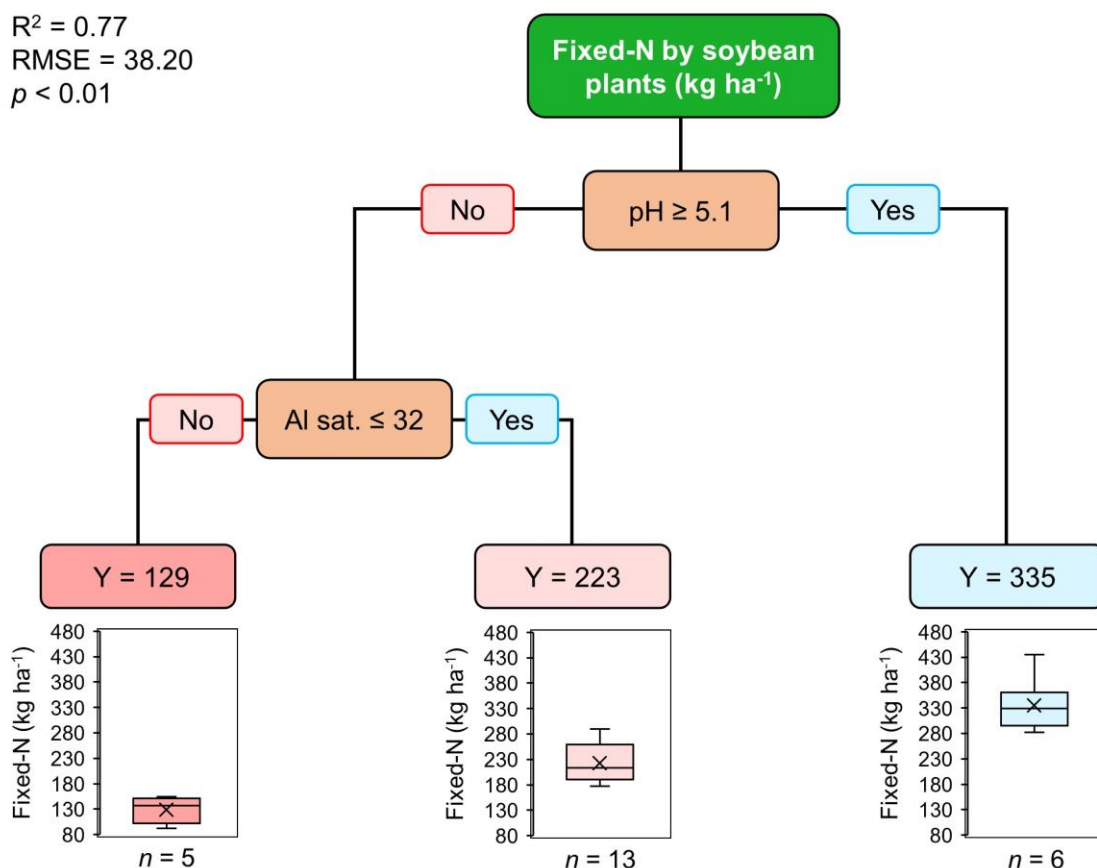 R² = 0.77
RMSE = 38.20
p < 0.01
Fixed-N by soybean
plants (kg ha⁻¹)
No
pH ≥ 5.1
Yes
No
Al sat. ≤ 32
Yes
Y = 129
Y = 223
Y = 335
Fixed-N (kg ha⁻¹)
480
430
380
330
280
230
180
130
80
n = 5
Fixed-N (kg ha⁻¹)
480
430
380
330
280
230
180
130
80
n = 13
Fixed-N (kg ha⁻¹)
480
430
380
330
280
230
180
130
80
n = 6